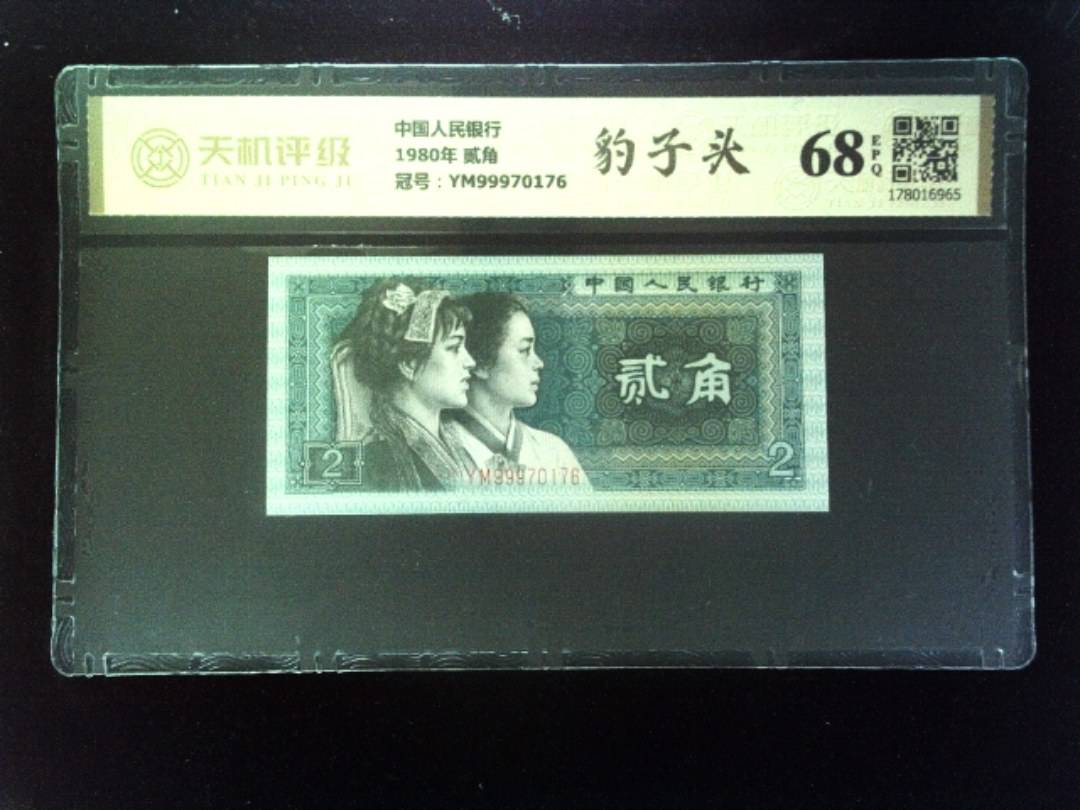 天机评级
TIAN JI PING JI
中国人民银行
1980年 贰角
冠号：YM99970176
豹子头
68
EPQ
178016965
中国人民银行
贰角
2
2
YM99970176